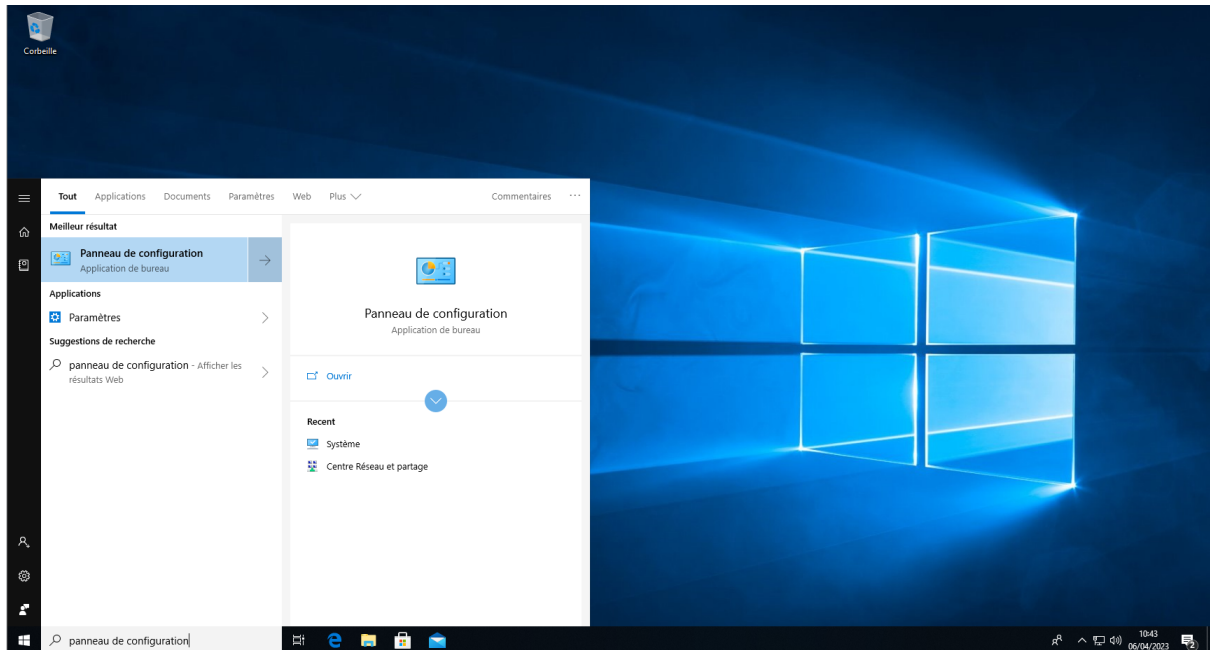 Corbeille
Tout Applications Documents Paramètres Web Plus Commentaires ...
Meilleur résultat
Panneau de configuration
Application de bureau
Applications
Paramètres
Suggestions de recherche
panneau de configuration - Afficher les
résultats Web
Panneau de configuration
Application de bureau
Ouvrir
Recent
Système
Centre Réseau et partage
panneau de configuration
10:43
06/04/2023
2